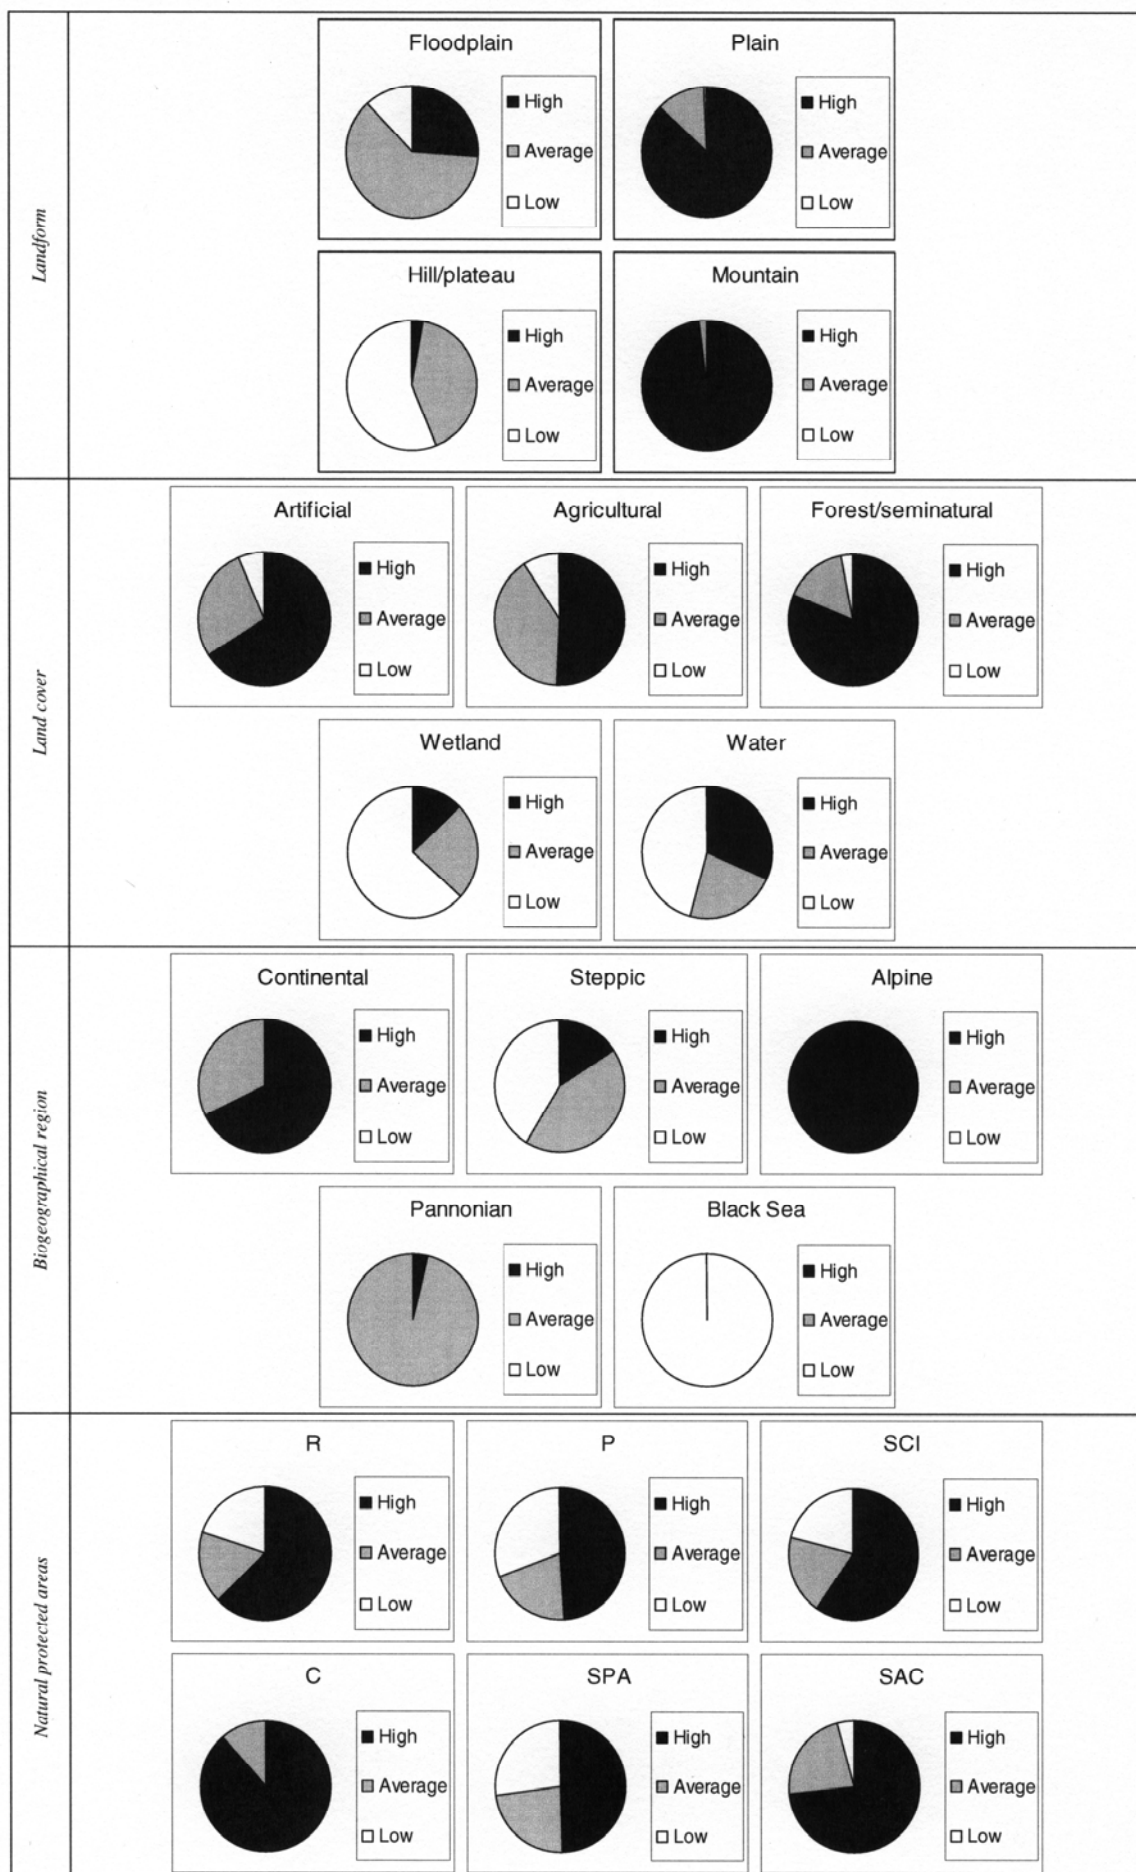 Landform
Floodplain
High
Average
Low
Plain
High
Average
Low
Hill/plateau
High
Average
Low
Mountain
High
Average
Low
Land cover
Artificial
High
Average
Low
Agricultural
High
Average
Low
Forest/seminatural
High
Average
Low
Wetland
High
Average
Low
Water
High
Average
Low
Biogeographical region
Continental
High
Average
Low
Steppic
High
Average
Low
Alpine
High
Average
Low
Pannonian
High
Average
Low
Black Sea
High
Average
Low
Natural protected areas
R
High
Average
Low
P
High
Average
Low
SCI
High
Average
Low
C
High
Average
Low
SPA
High
Average
Low
SAC
High
Average
Low